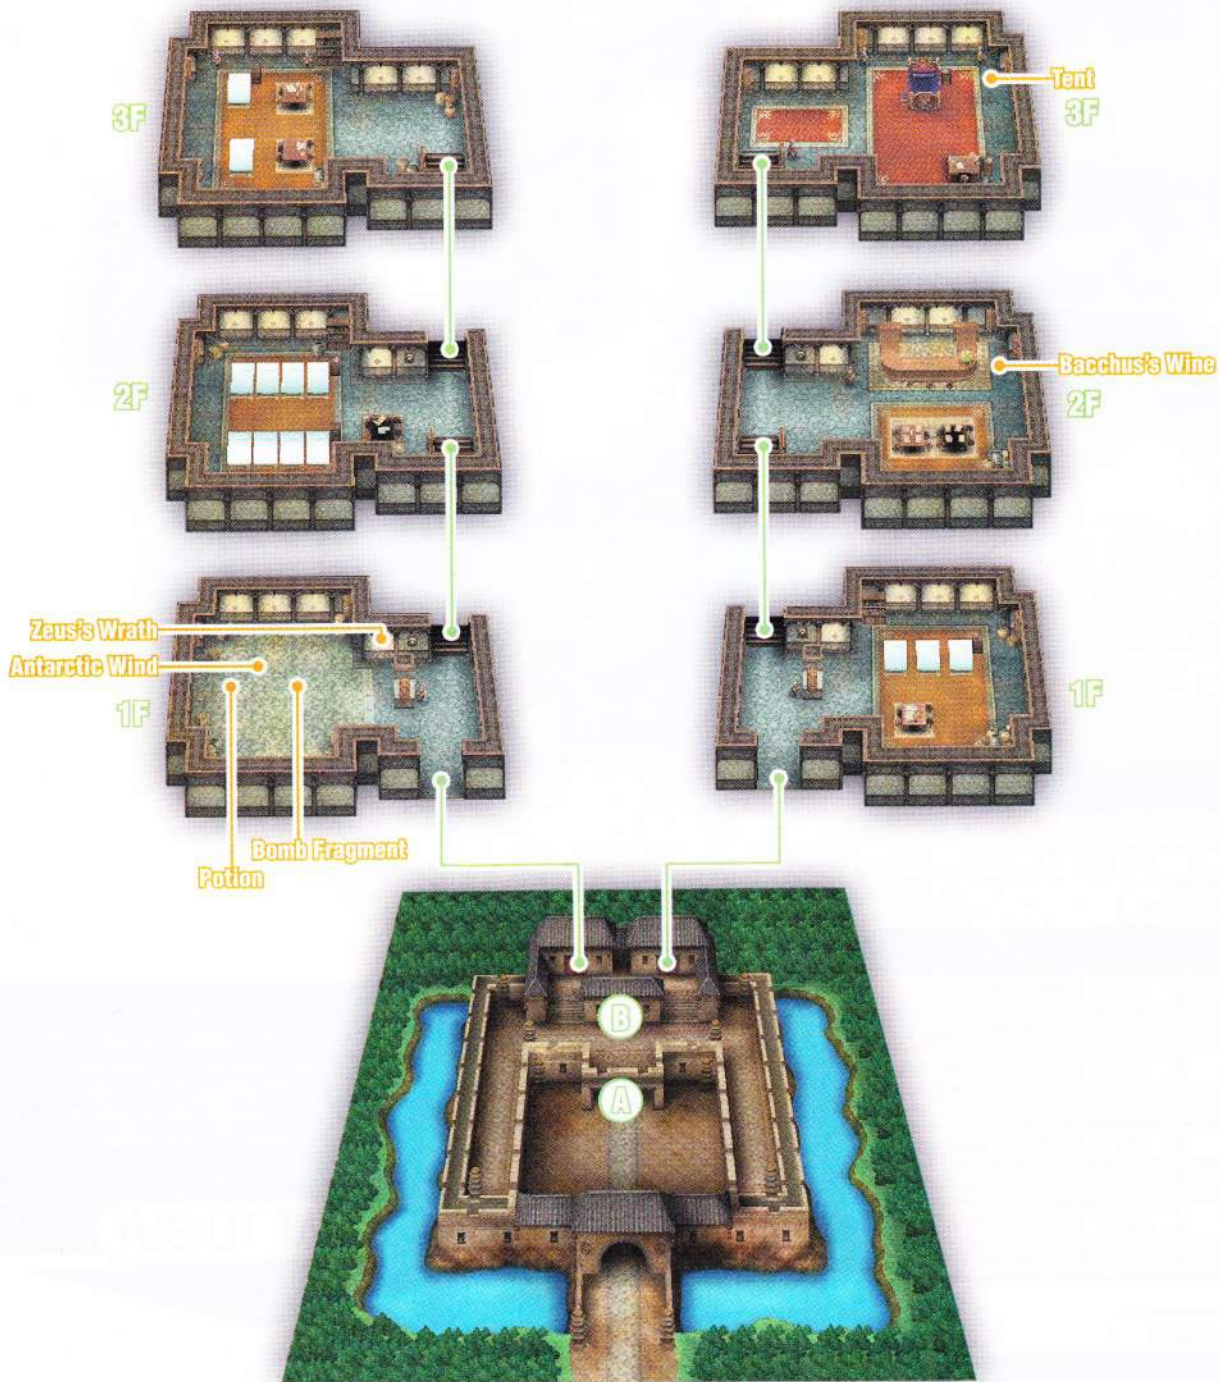 3F
Tent
3F
2F
Bacchus's Wine
2F
Zeus's Wrath
Antarctic Wind
1F
1F
Bomb Fragment
Potion
B
A